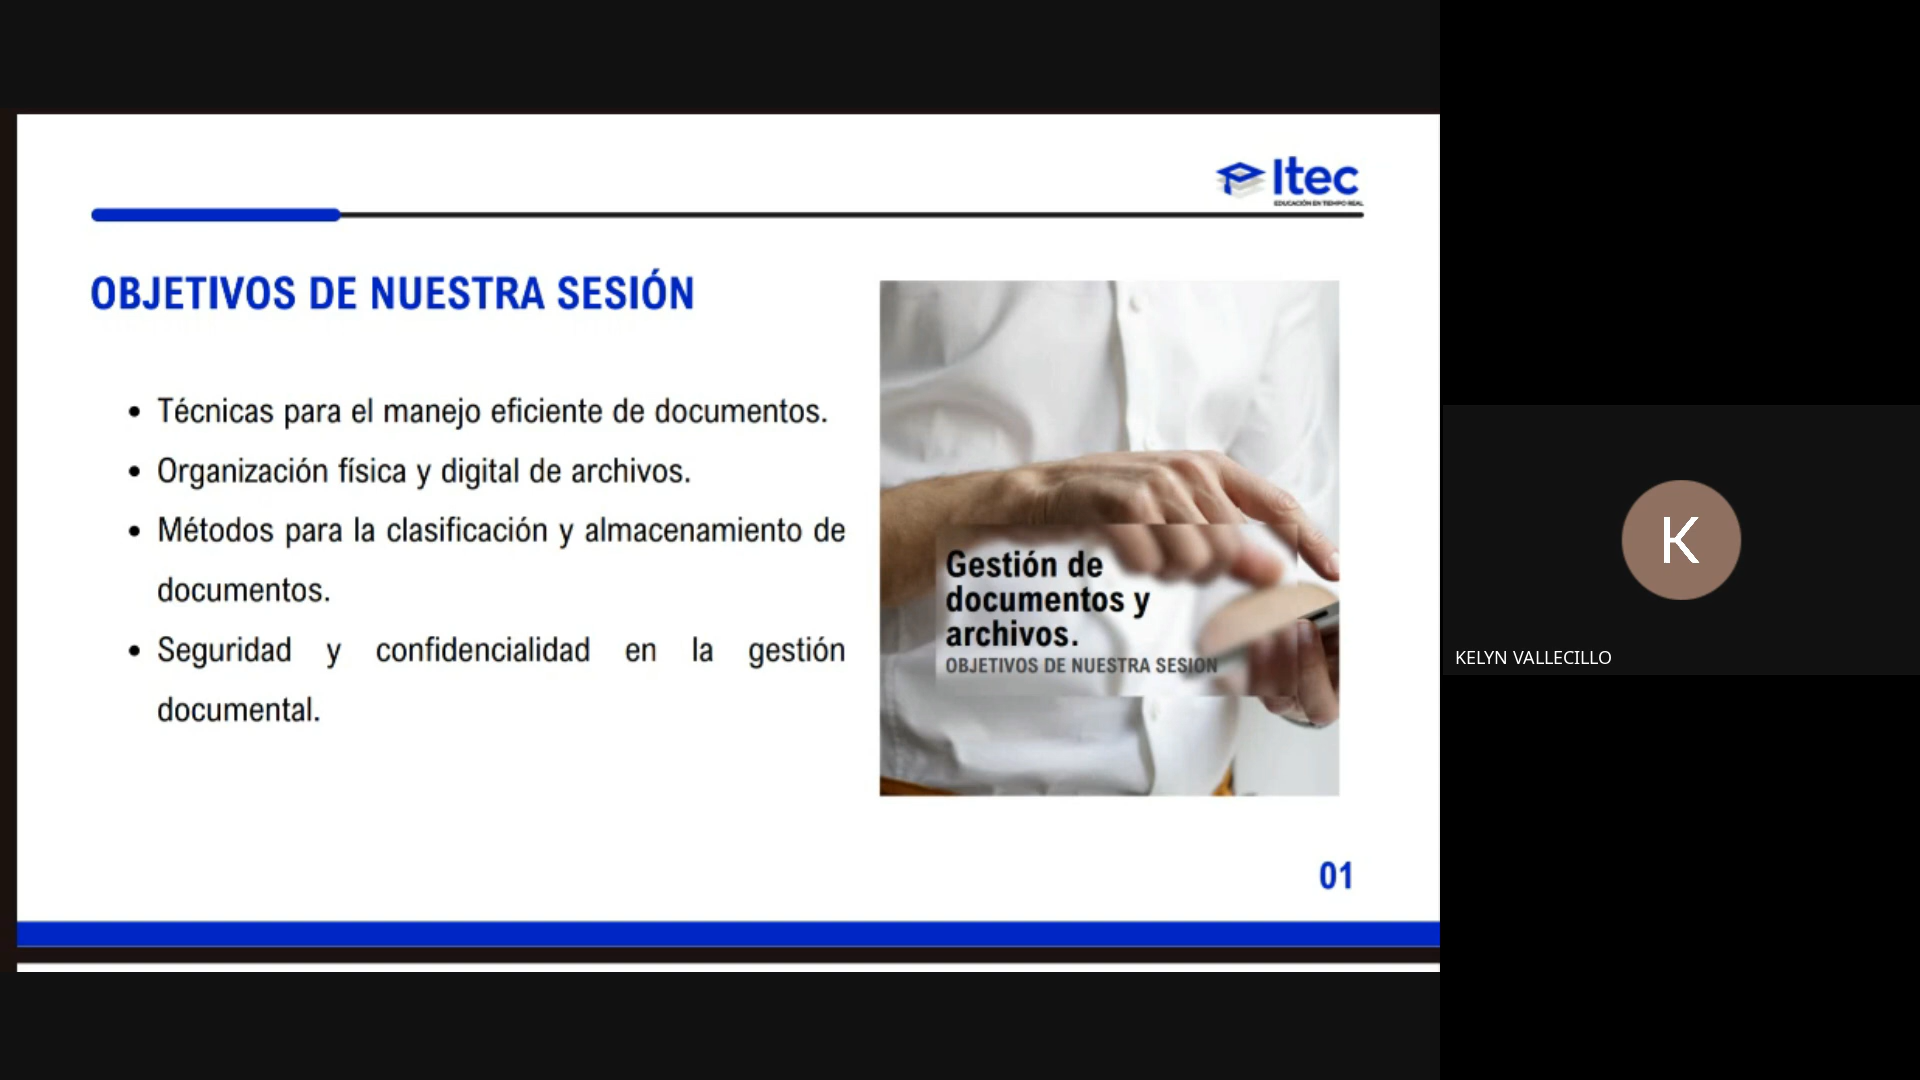 Itec
EDUCACIÓN EN TIEMPO REAL
OBJETIVOS DE NUESTRA SESIÓN
• Técnicas para el manejo eficiente de documentos.
• Organización física y digital de archivos.
• Métodos para la clasificación y almacenamiento de
documentos.
• Seguridad y confidencialidad en la gestión
documental.
Gestión de
documentos y
archivos.
OBJETIVOS DE NUESTRA SESIÓN
01
K
KELYN VALLECILLO